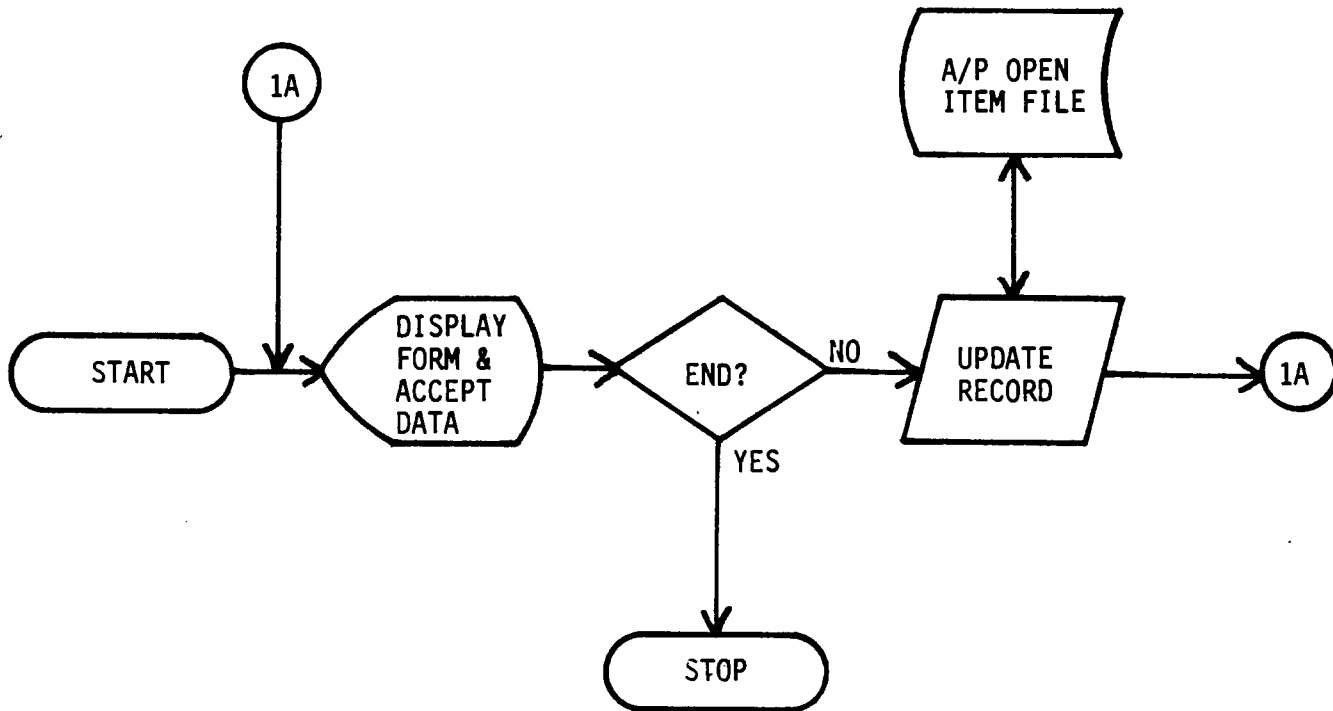 1A
A/P OPEN
ITEM FILE
START
DISPLAY
FORM &
ACCEPT
DATA
END?
NO
UPDATE
RECORD
1A
YES
STOP